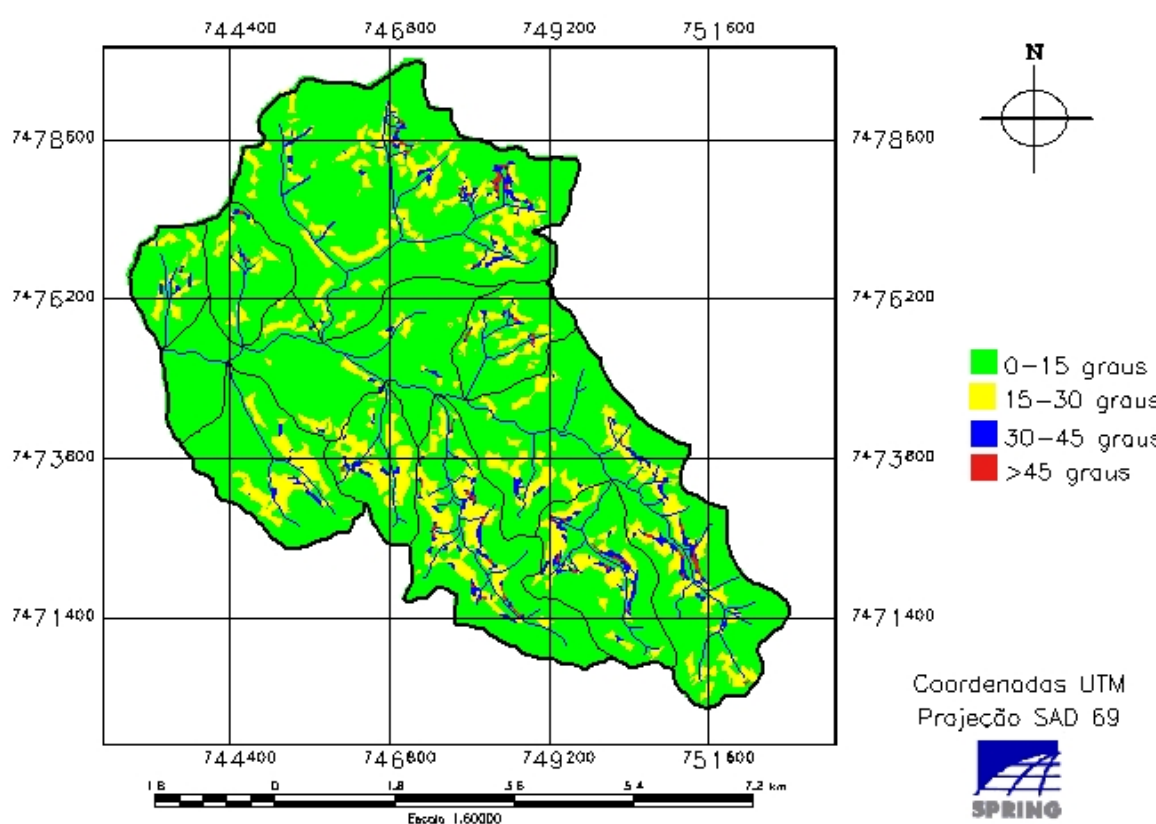 744400 746800 749200 751600
N
7478600 7478600
7476200 7476200
0-15 graus
15-30 graus
30-45 graus
>45 graus
7473800 7473800
7471400 7471400
Coordenadas UTM
Projeção SAD 69
744400 746800 749200 751600
1.8 0 1.8 3.6 5.4 7.2 km
Escala 1:60000
SPRING